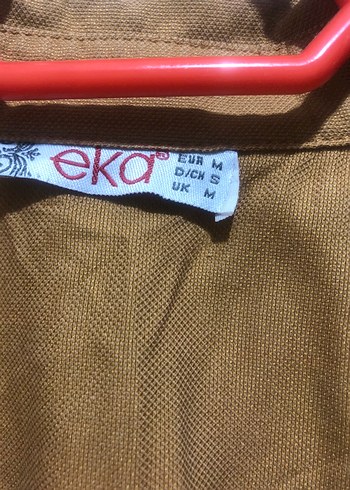 eka®
EUR M
D/CH S
UK M